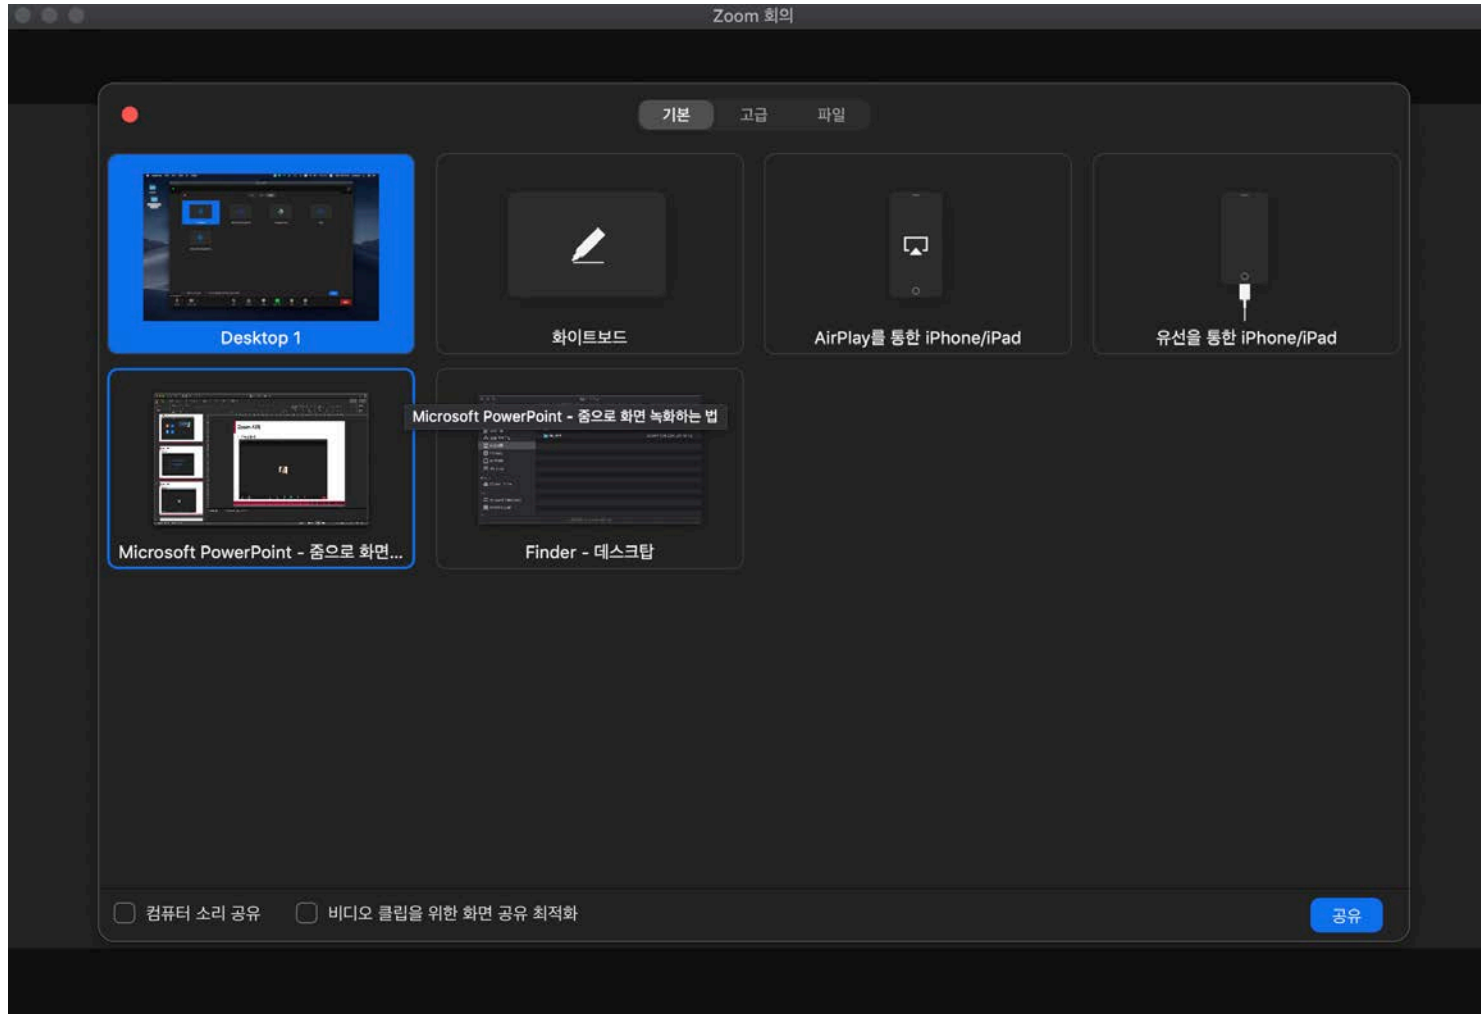 Zoom 회의
기본 고급 파일
Desktop 1
화이트보드
AirPlay를 통한 iPhone/iPad
유선을 통한 iPhone/iPad
Microsoft PowerPoint - 줌으로 화면 녹화하는 법
Microsoft PowerPoint - 줌으로 화면...
Finder - 데스크탑
컴퓨터 소리 공유
비디오 클립을 위한 화면 공유 최적화
공유